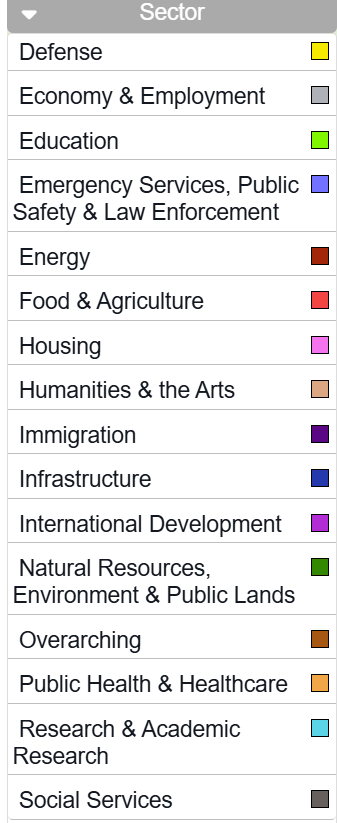 Sector
Defense
Economy & Employment
Education
Emergency Services, Public
Safety & Law Enforcement
Energy
Food & Agriculture
Housing
Humanities & the Arts
Immigration
Infrastructure
International Development
Natural Resources,
Environment & Public Lands
Overarching
Public Health & Healthcare
Research & Academic
Research
Social Services